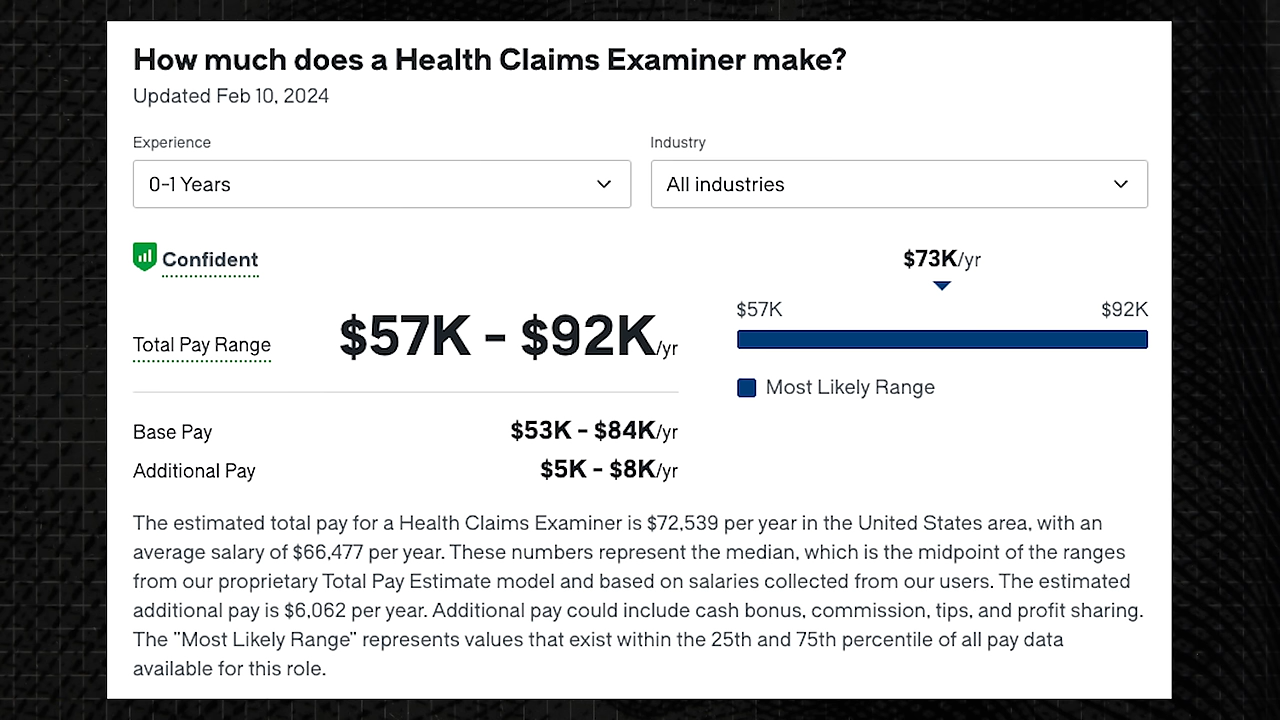 How much does a Health Claims Examiner make?
Updated Feb 10, 2024
Experience
Industry
0-1 Years
All industries
Confident
$73K/yr
$57K
$92K
Total Pay Range
$57K - $92K/yr
Most Likely Range
Base Pay
$53K - $84K/yr
Additional Pay
$5K - $8K/yr
The estimated total pay for a Health Claims Examiner is $72,539 per year in the United States area, with an
average salary of $66,477 per year. These numbers represent the median, which is the midpoint of the ranges
from our proprietary Total Pay Estimate model and based on salaries collected from our users. The estimated
additional pay is $6,062 per year. Additional pay could include cash bonus, commission, tips, and profit sharing.
The "Most Likely Range" represents values that exist within the 25th and 75th percentile of all pay data
available for this role.